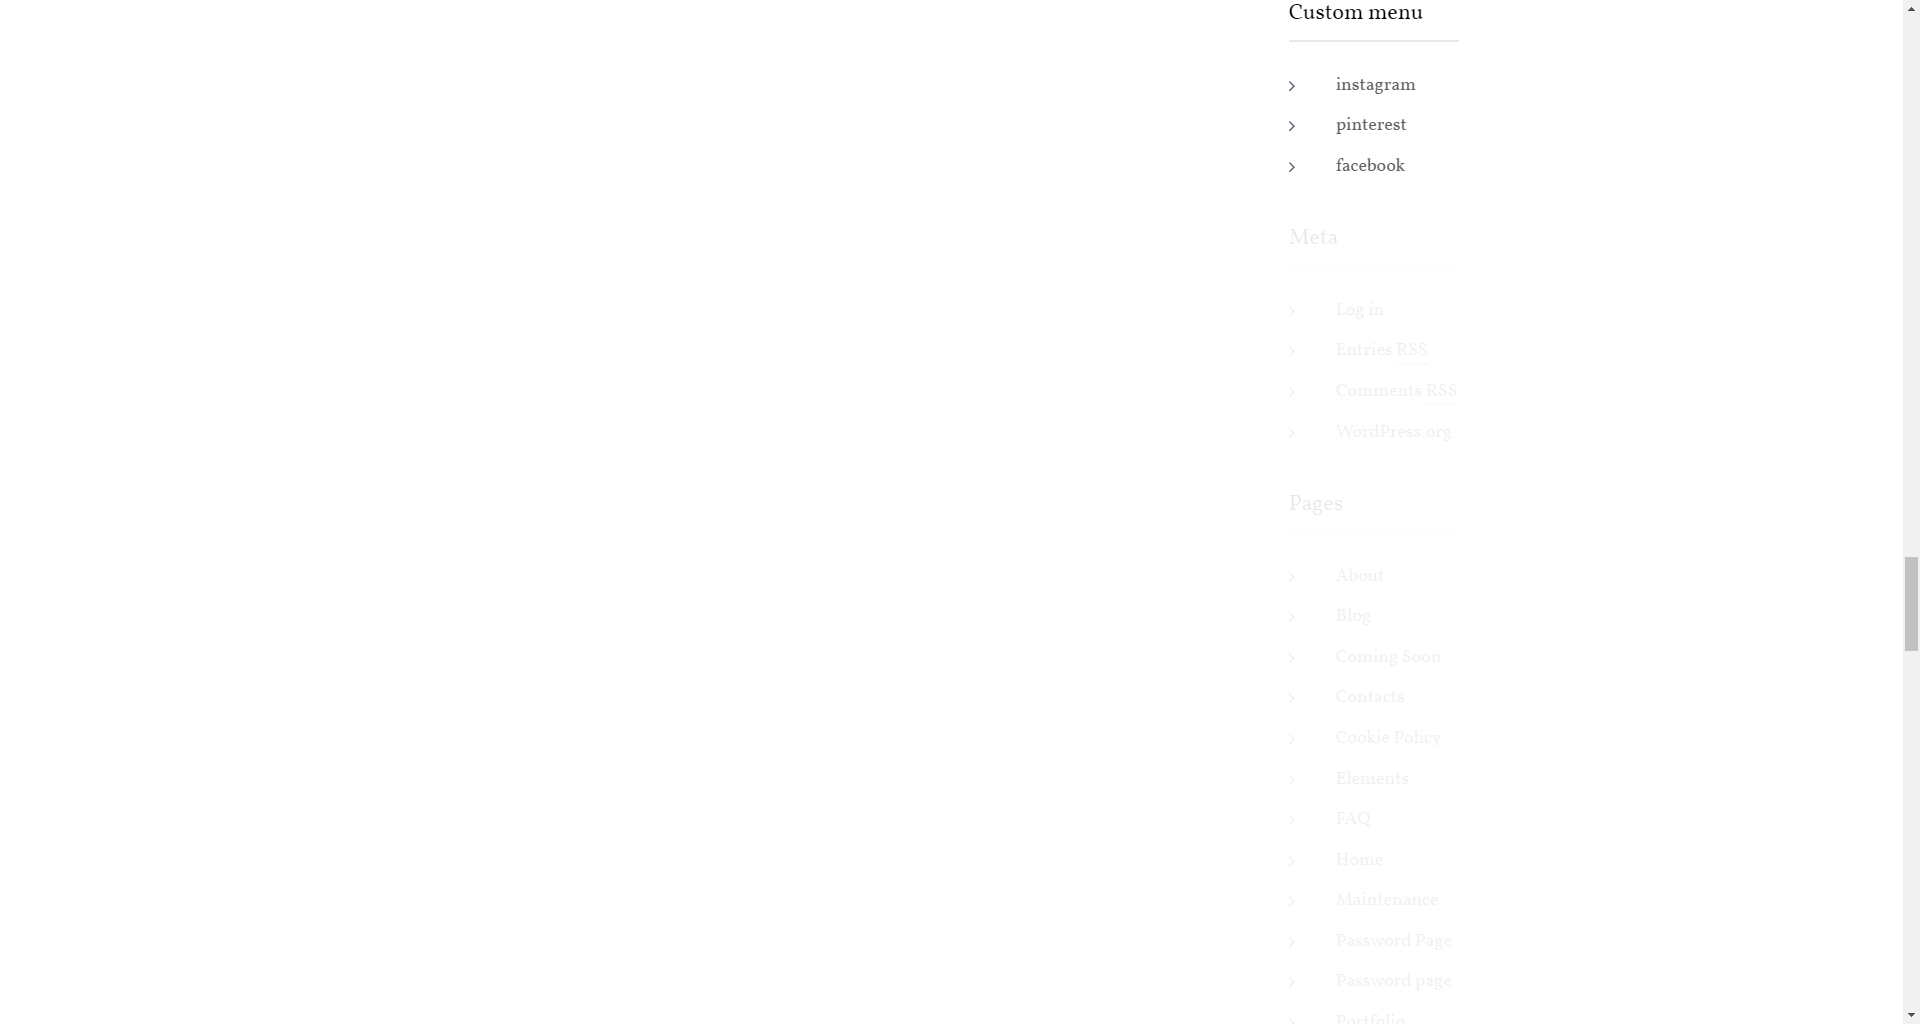 Custom menu
instagram
pinterest
facebook
Meta
Log in
Entries RSS
Comments RSS
WordPress.org
Pages
About
Blog
Coming Soon
Contacts
Cookie Policy
Elements
FAQ
Home
Maintenance
Password Page
Password page
Portfolio